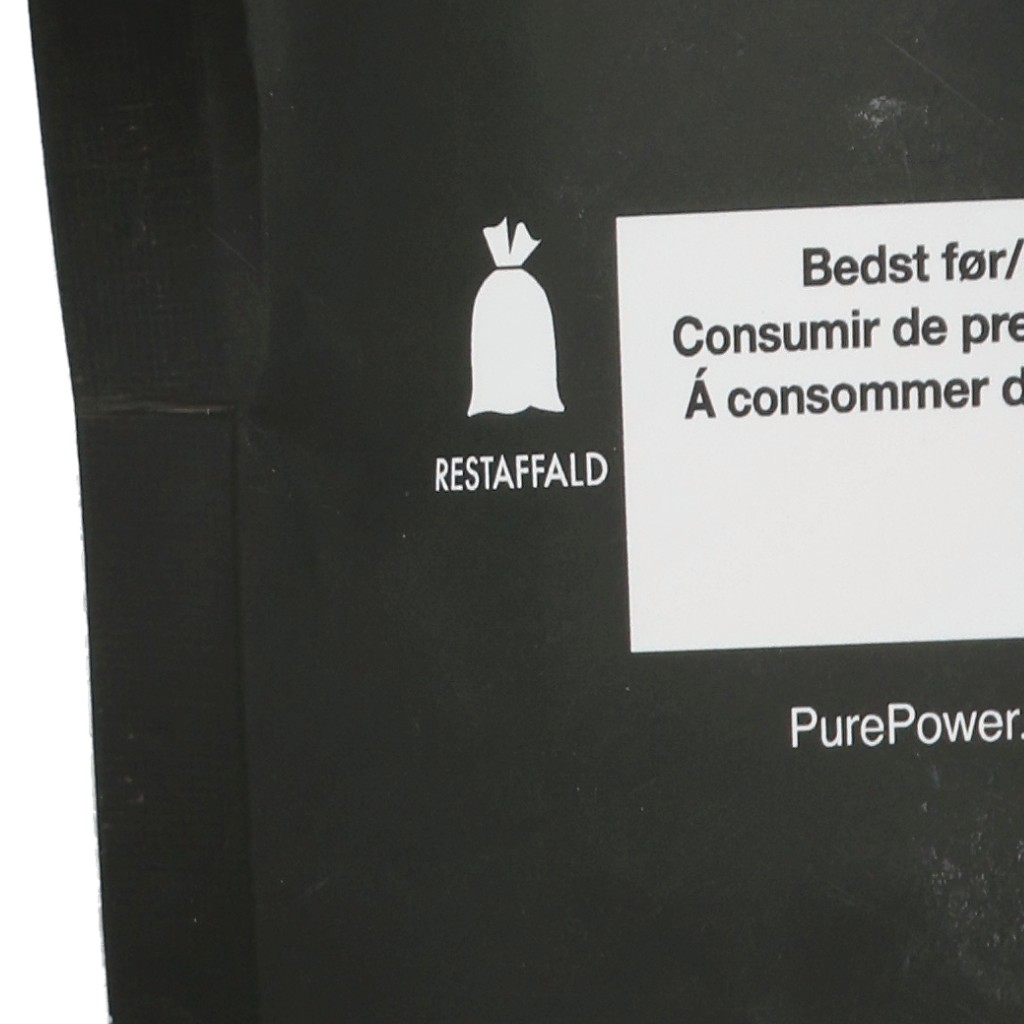 Bedst før/
Consumir de pre
Á consommer d
RESTAFFALD
PurePower.